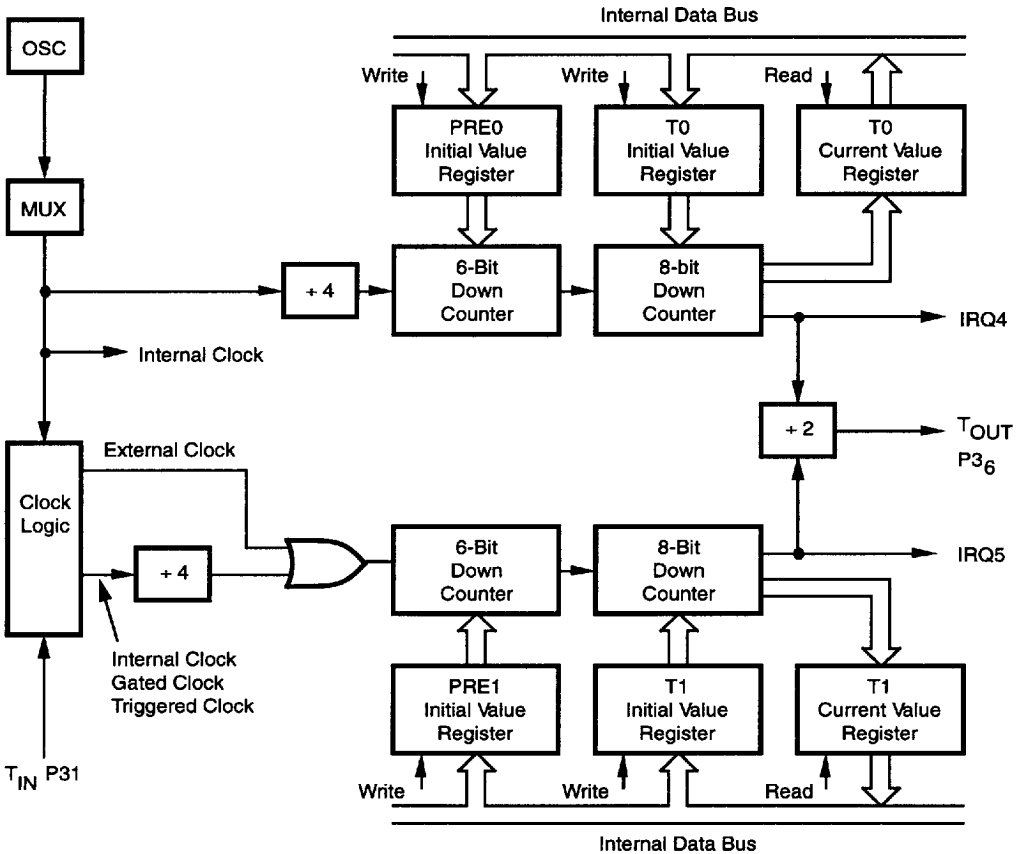 Internal Data Bus
OSC
Write
Write
Read
PRE0
Initial Value
Register
T0
Initial Value
Register
T0
Current Value
Register
MUX
6-Bit
Down
Counter
8-bit
Down
Counter
÷ 4
IRQ4
Internal Clock
÷ 2
TOUT
P36
External Clock
Clock
Logic
÷ 4
6-Bit
Down
Counter
8-Bit
Down
Counter
IRQ5
Internal Clock
Gated Clock
Triggered Clock
PRE1
Initial Value
Register
T1
Initial Value
Register
T1
Current Value
Register
TIN P31
Write
Write
Read
Internal Data Bus